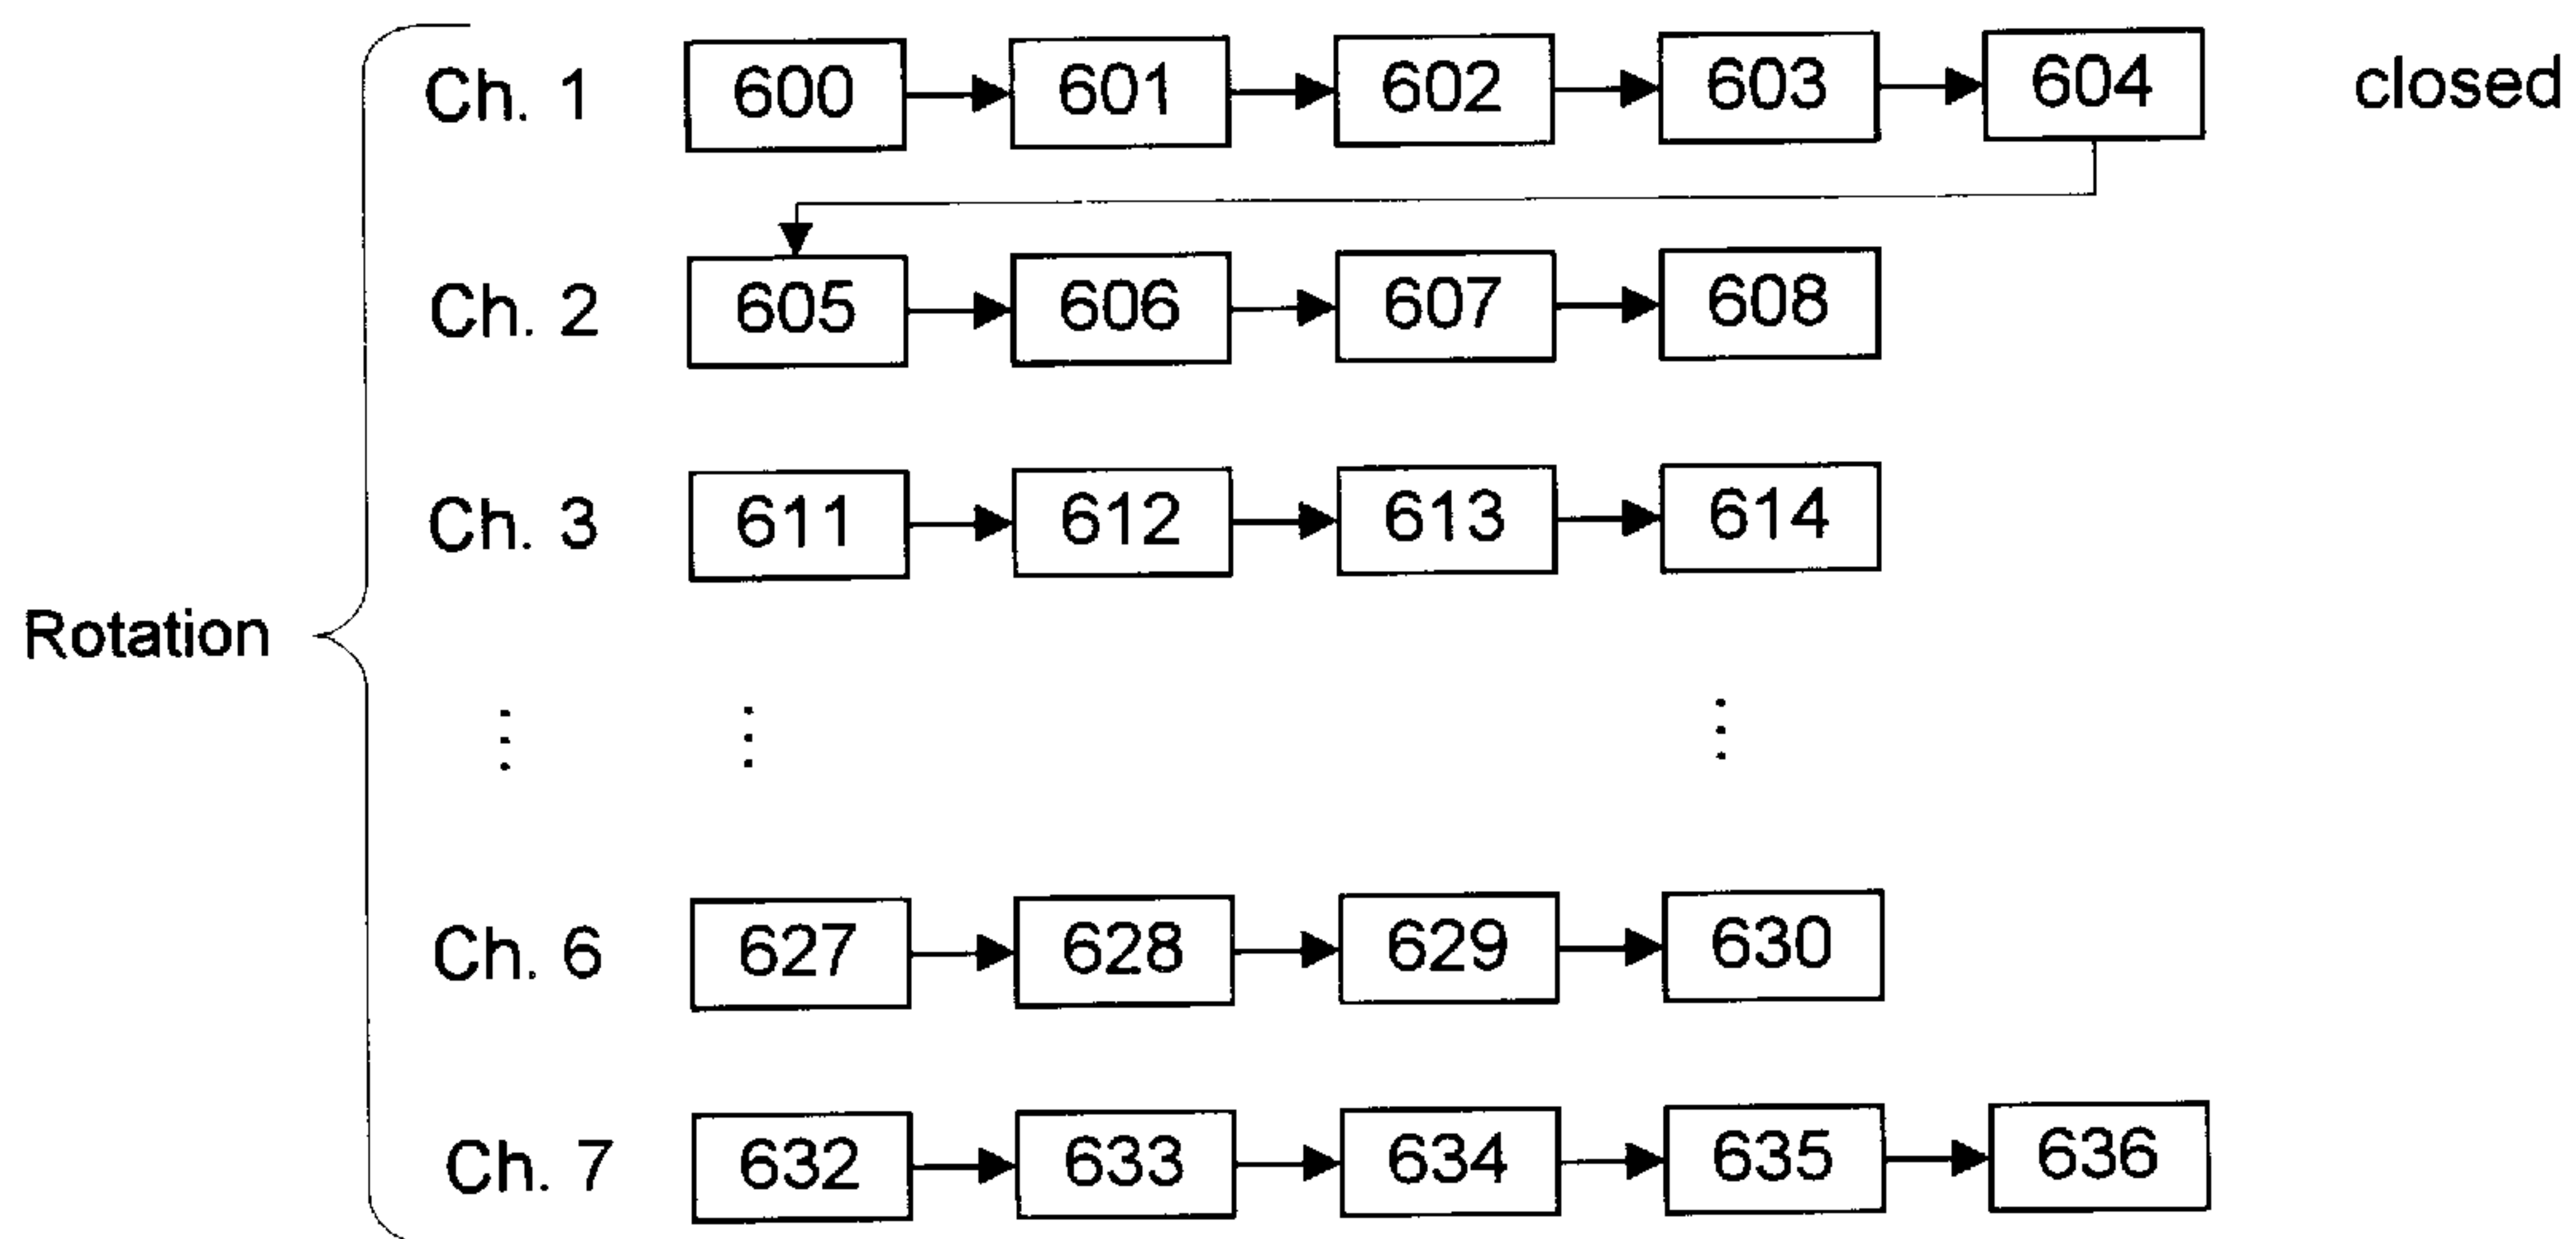 Ch. 1 600 601 602 603 604 closed
Ch. 2 605 606 607 608
Ch. 3 611 612 613 614
Rotation
Ch. 6 627 628 629 630
Ch. 7 632 633 634 635 636